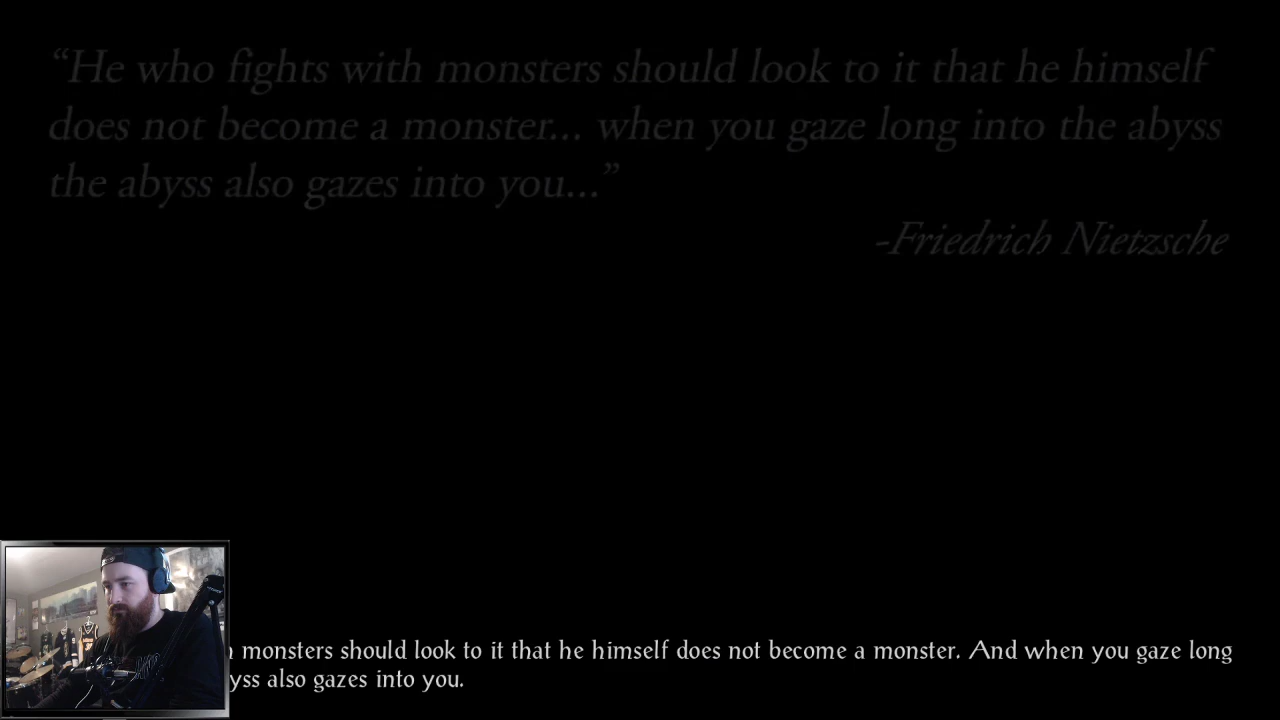 “He who fights with monsters should look to it that he himself
does not become a monster... when you gaze long into the abyss
the abyss also gazes into you...”
-Friedrich Nietzsche
monsters should look to it that he himself does not become a monster. And when you gaze long
also gazes into you.